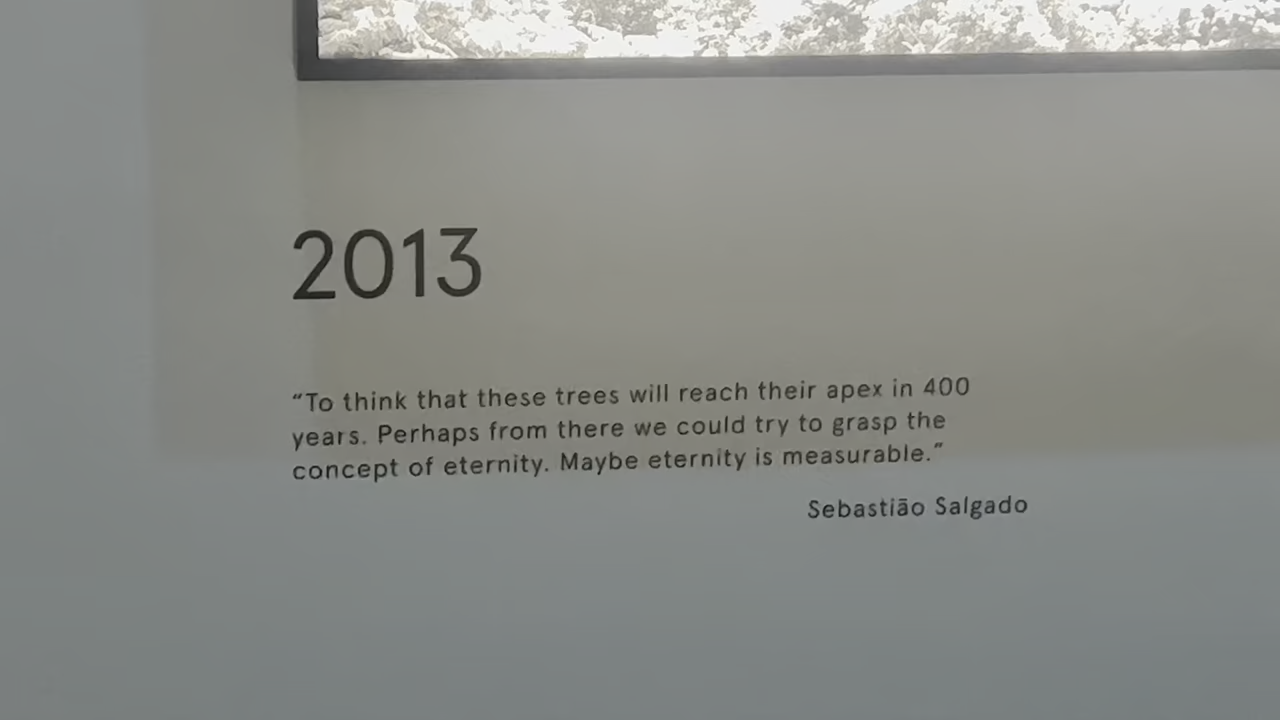 2013
“To think that these trees will reach their apex in 400
years. Perhaps from there we could try to grasp the
concept of eternity. Maybe eternity is measurable.”
Sebastião Salgado